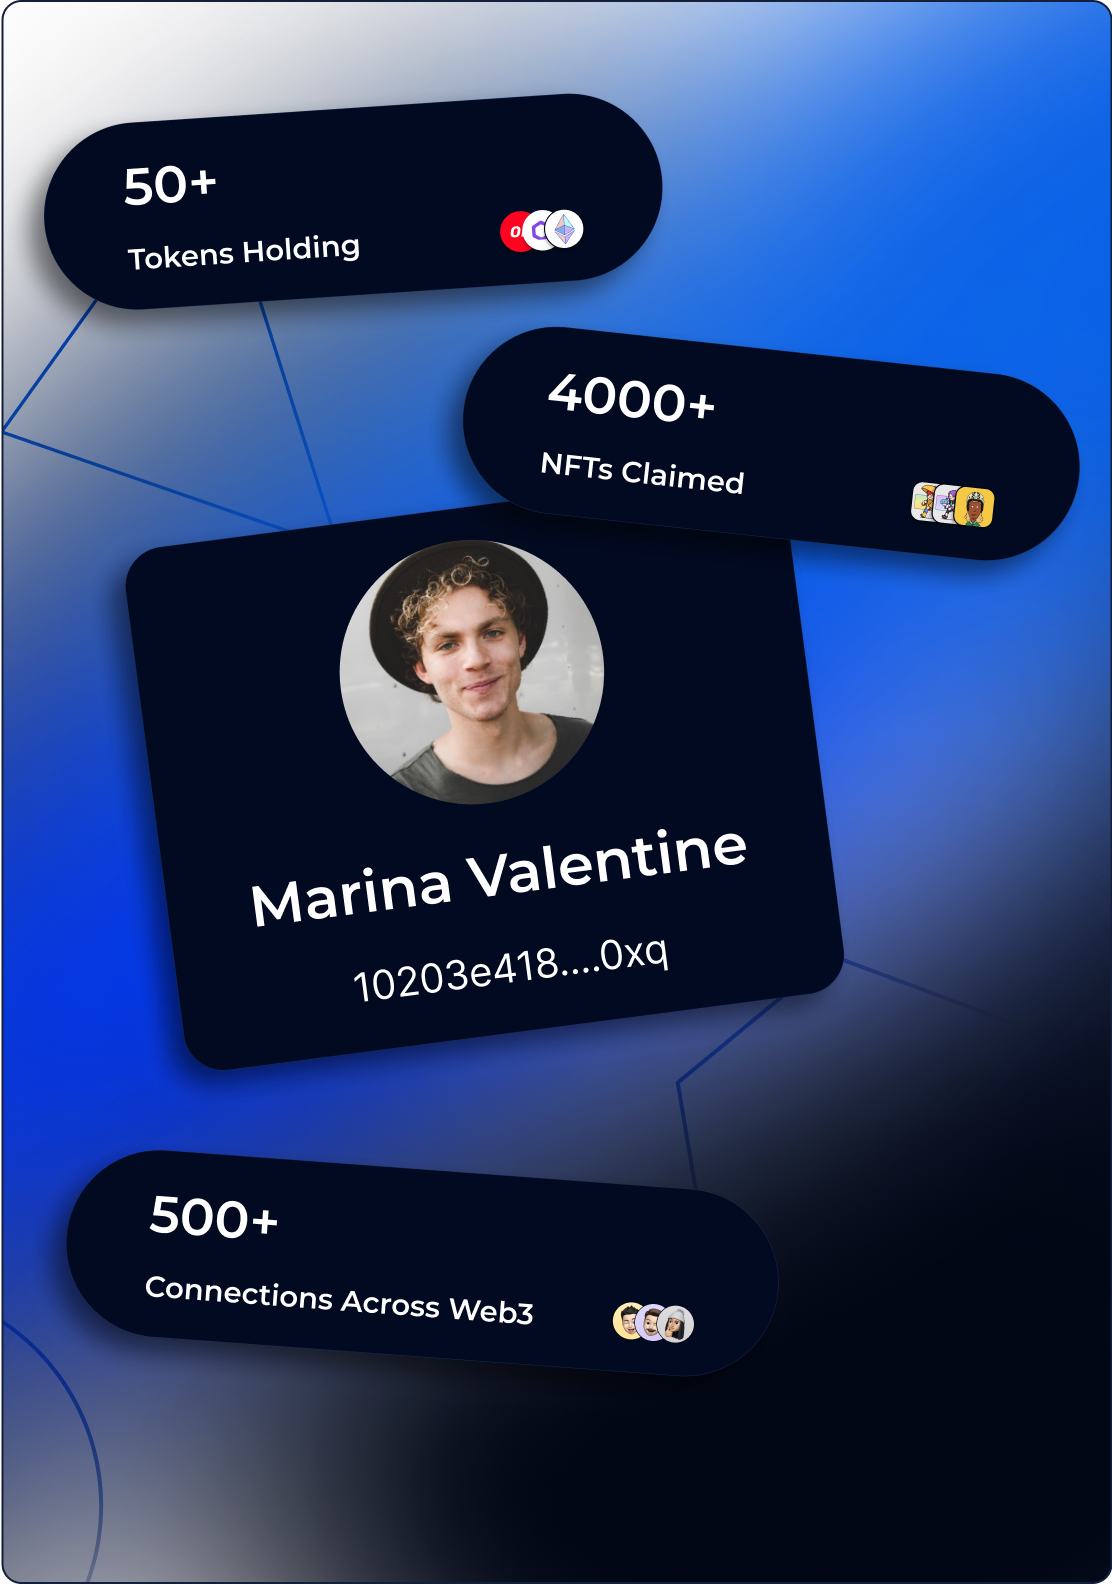 50+
Tokens Holding
4000+
NFTs Claimed
Marina Valentine
10203e418....0xq
500+
Connections Across Web3